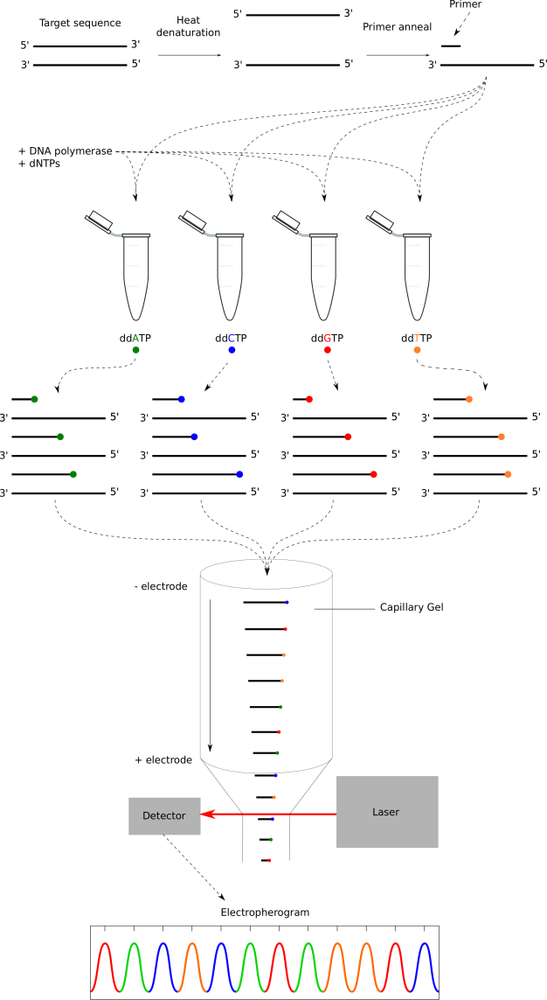 Primer
Target sequence
Heat
denaturation
Primer anneal
5' 3'
5' 3'
3' 5'
3' 5'
3' 5'
+ DNA polymerase
+ dNTPs
ddATP ddCTP ddGTP ddTTP
3' 5' 3' 5' 3' 5' 3' 5'
3' 5' 3' 5' 3' 5' 3' 5'
3' 5' 3' 5' 3' 5' 3' 5'
- electrode
Capillary Gel
+ electrode
Detector
Laser
Electropherogram